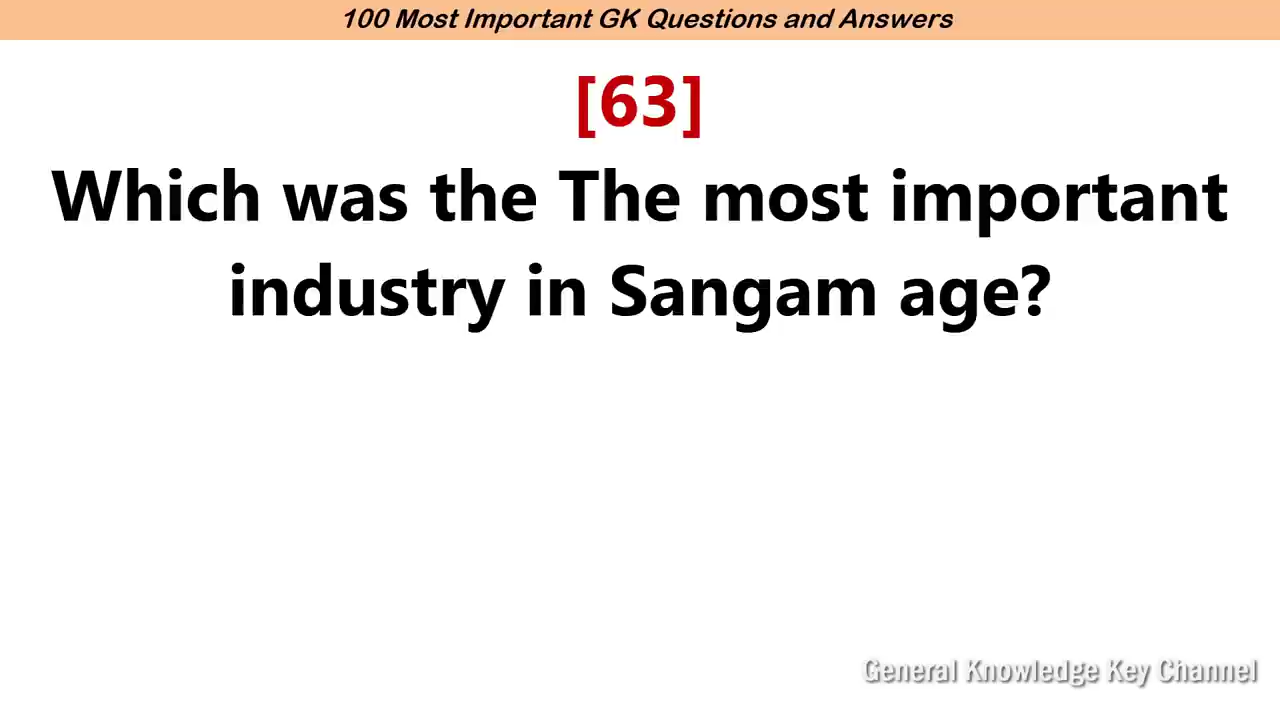 100 Most Important GK Questions and Answers
[63]
Which was the The most important
industry in Sangam age?
General Knowledge Key Channel